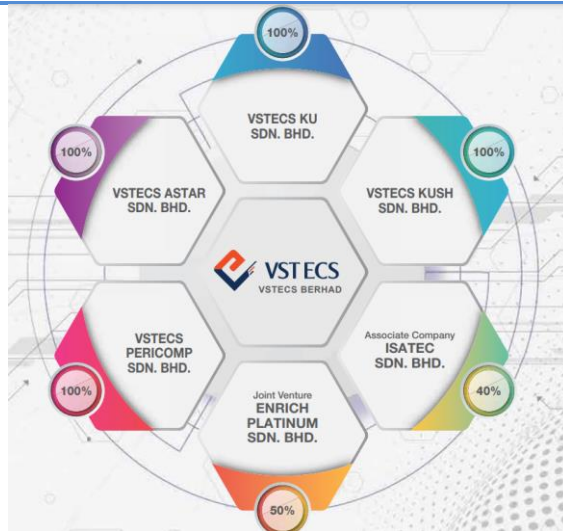 100%
VSTECS KU
SDN. BHD.
100%
VSTECS ASTAR
SDN. BHD.
100%
VSTECS KUSH
SDN. BHD.
VSTECS
VSTECS BERHAD
VSTECS
PERICOMP
SDN. BHD.
100%
Associate Company
ISATEC
SDN. BHD.
40%
Joint Venture
ENRICH
PLATINUM
SDN. BHD.
50%